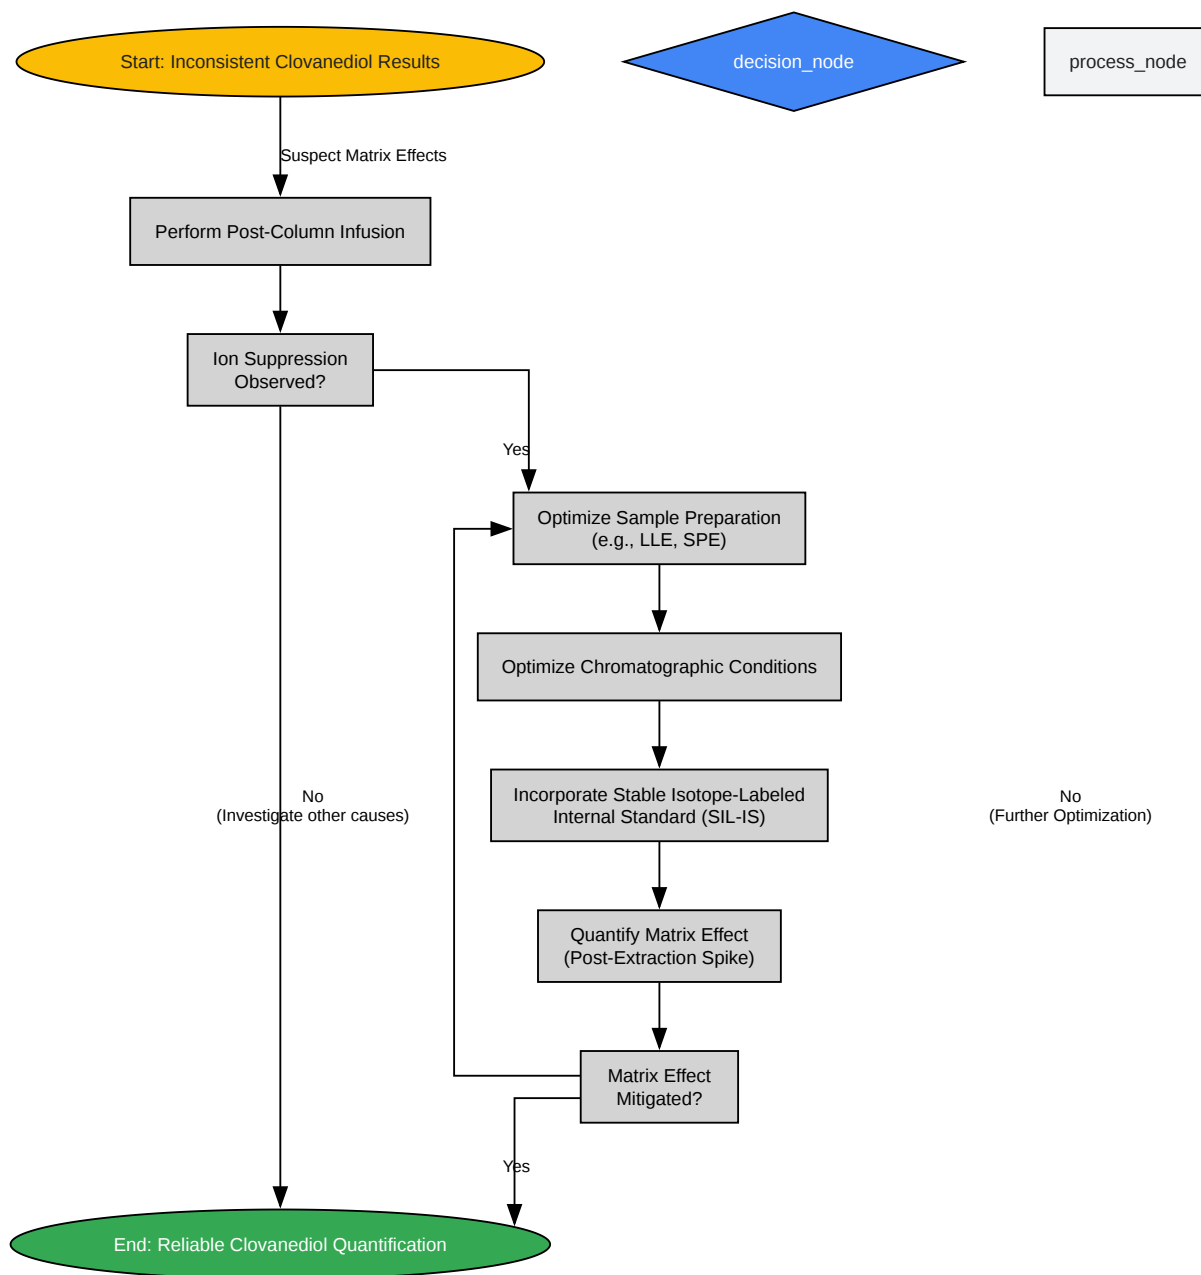 Start: Inconsistent Clovanediol Results
decision_node
process_node
Suspect Matrix Effects
Perform Post-Column Infusion
Ion Suppression
Observed?
Yes
Optimize Sample Preparation
(e.g., LLE, SPE)
Optimize Chromatographic Conditions
No
(Investigate other causes)
Incorporate Stable Isotope-Labeled
Internal Standard (SIL-IS)
No
(Further Optimization)
Quantify Matrix Effect
(Post-Extraction Spike)
Matrix Effect
Mitigated?
Yes
End: Reliable Clovanediol Quantification